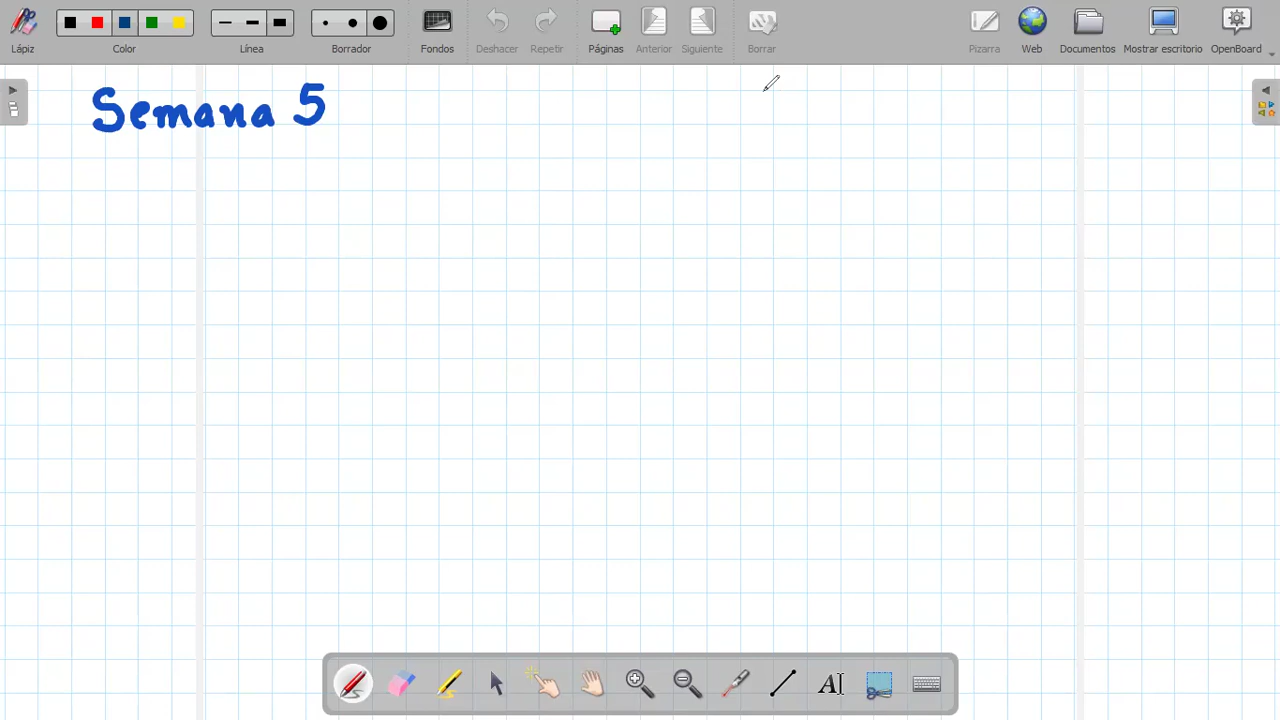 Lápiz
Color
Línea
Borrador
Fondos
Deshacer
Repetir
Páginas
Anterior
Siguiente
Borrar
Pizarra
Web
Documentos
Mostrar escritorio
OpenBoard
Semana 5